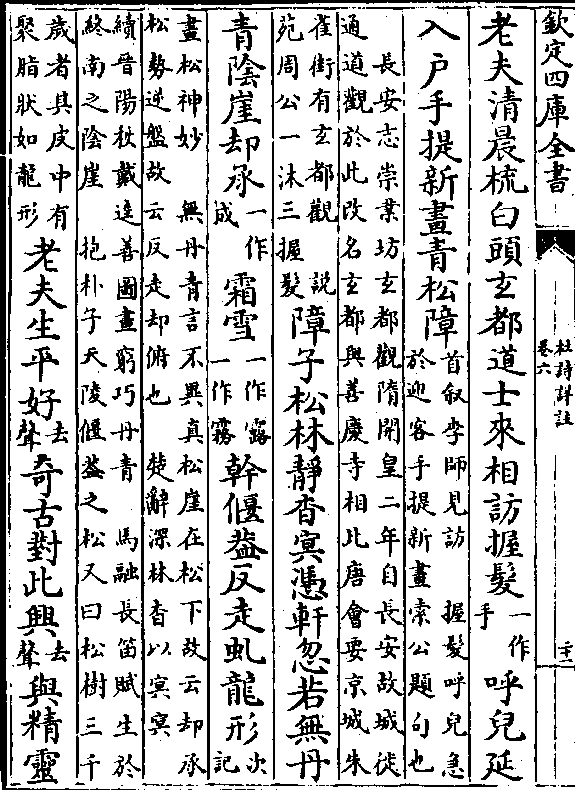 欽定四庫全書
杜詩詳註
卷六
老夫清晨梳白頭玄都道士來相訪握髮一作手呼兒延
入戶手提新畫青松障首叙李師見訪　握髮呼兒急
於迎客手提新畫索公題句也
長安志崇業坊玄都觀隋開皇二年自長安故城徙
通道觀於此改名玄都與善慶寺相比唐會要京城朱
雀街有玄都觀　說
苑周公一沐三握髮
障子松林靜杳冥憑軒忽若無丹
青陰崖却承一作成霜雪一作露一作霧幹偃蓋反走虬龍形次記
畫松神妙　無丹青言不異真松崖在松下故云却承
松勢逆盤故云反走却俯也　楚辭深林杳以冥冥
續晉陽秋戴逵善圖畫窮巧丹青　馬融長笛賦生於
終南之陰崖　抱朴子天陵偃蓋之松又曰松樹三千
歲者其皮中有
聚脂狀如龍形
老夫生平好去聲奇古對此興去聲與精靈